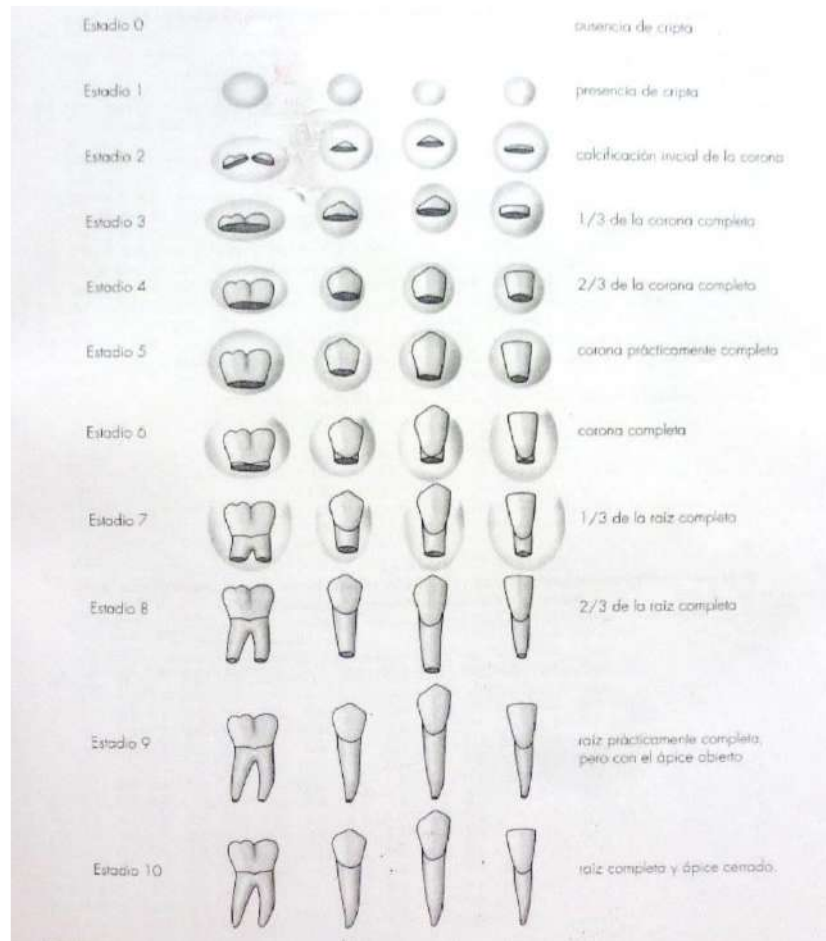 Estadio 0
ausencia de cripta
Estadio 1
presencia de cripta
Estadio 2
calcificación inicial de la corona
Estadio 3
1/3 de la corona completa
Estadio 4
2/3 de la corona completa
Estadio 5
corona prácticamente completa
Estadio 6
corona completa
Estadio 7
1/3 de la raíz completa
Estadio 8
2/3 de la raíz completa
Estadio 9
raíz prácticamente completa,
pero con el ápice abierto
Estadio 10
raíz completa y ápice cerrado.